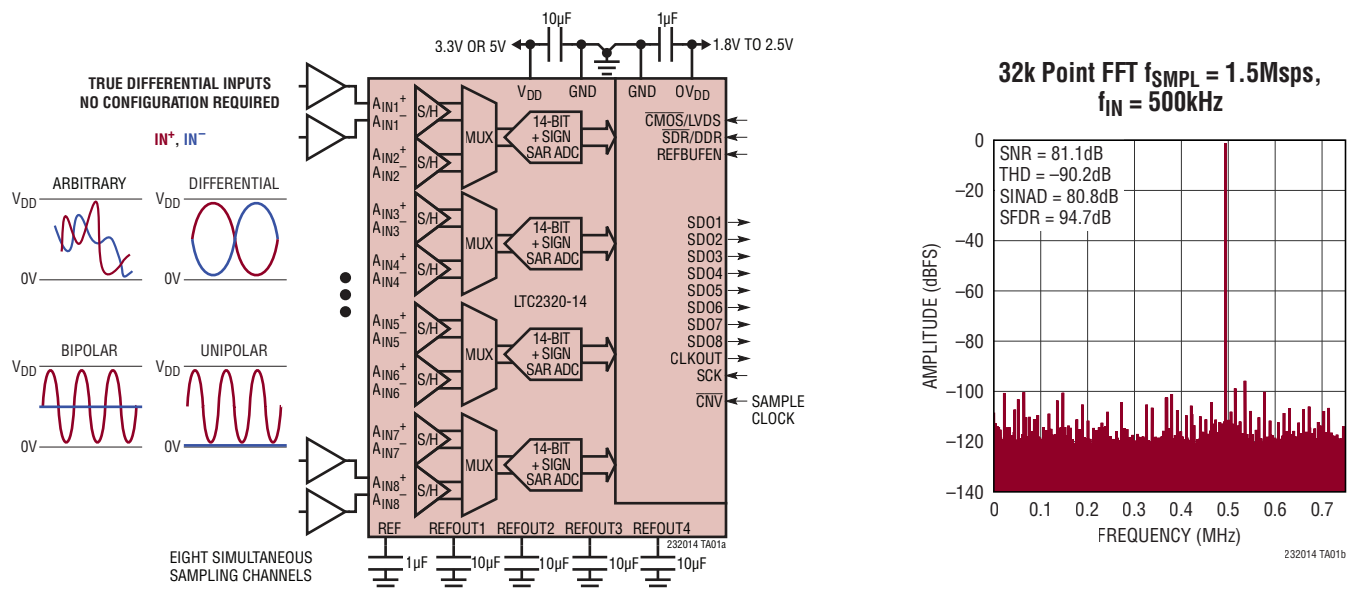 10µF
1µF
3.3V OR 5V
1.8V TO 2.5V
TRUE DIFFERENTIAL INPUTS
NO CONFIGURATION REQUIRED
IN+, IN−
ARBITRARY
DIFFERENTIAL
VDD
0V
VDD
0V
BIPOLAR
UNIPOLAR
VDD
0V
VDD
0V
EIGHT SIMULTANEOUS
SAMPLING CHANNELS
VDD
GND
GND
OVDD
AIN1+
AIN1−
S/H
AIN2+
AIN2−
S/H
MUX
14-BIT
+ SIGN
SAR ADC
AIN3+
AIN3−
S/H
AIN4+
AIN4−
S/H
MUX
14-BIT
+ SIGN
SAR ADC
LTC2320-14
AIN5+
AIN5−
S/H
AIN6+
AIN6−
S/H
MUX
14-BIT
+ SIGN
SAR ADC
AIN7+
AIN7−
S/H
AIN8+
AIN8−
S/H
MUX
14-BIT
+ SIGN
SAR ADC
C̅M̅O̅S̅/LVDS
S̅D̅R̅/DDR
REFBUFEN
SDO1
SDO2
SDO3
SDO4
SDO5
SDO6
SDO7
SDO8
CLKOUT
SCK
C̅N̅V̅
SAMPLE
CLOCK
REF
REFOUT1
REFOUT2
REFOUT3
REFOUT4
232014 TA01a
1µF
10µF
10µF
10µF
10µF
32k Point FFT fSMPL = 1.5Msps,
fIN = 500kHz
SNR = 81.1dB
THD = −90.2dB
SINAD = 80.8dB
SFDR = 94.7dB
AMPLITUDE (dBFS)
0
−20
−40
−60
−80
−100
−120
−140
0 0.1 0.2 0.3 0.4 0.5 0.6 0.7
FREQUENCY (MHz)
232014 TA01b